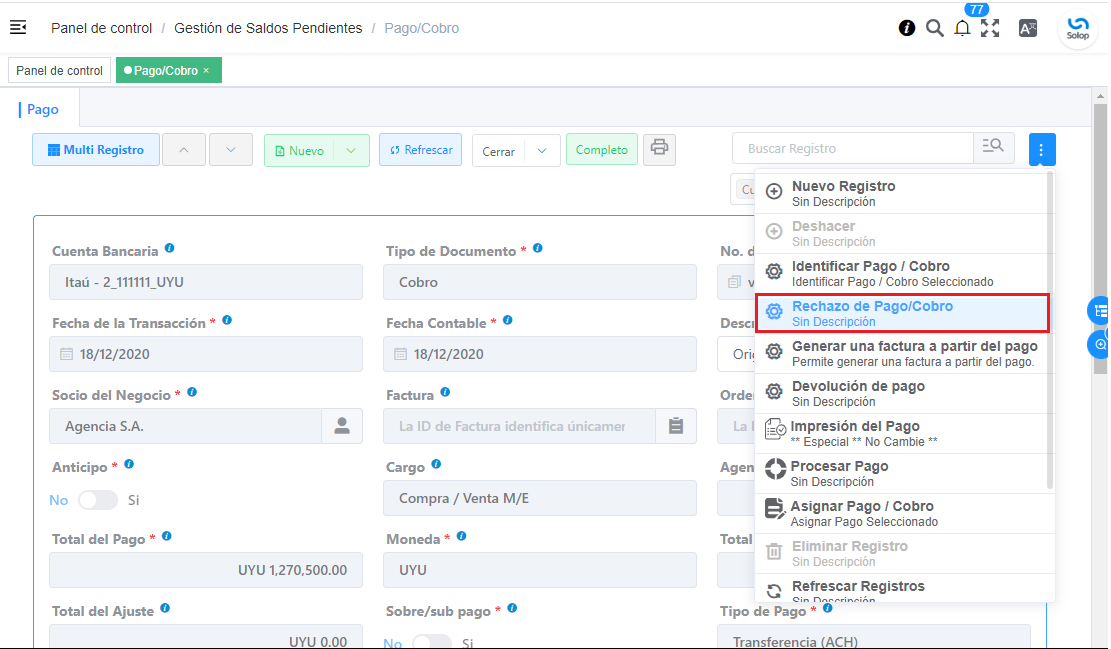 77
Panel de control / Gestión de Saldos Pendientes / Pago/Cobro
Solop
Panel de control
Pago/Cobro ×
Pago
Multi Registro
Nuevo
Refrescar
Cerrar
Completo
Buscar Registro
Cu
Nuevo Registro
Sin Descripción
Deshacer
Sin Descripción
Identificar Pago / Cobro
Identificar Pago / Cobro Seleccionado
Rechazo de Pago/Cobro
Sin Descripción
Generar una factura a partir del pago
Permite generar una factura a partir del pago.
Devolución de pago
Sin Descripción
Impresión del Pago
** Especial ** No Cambie **
Procesar Pago
Sin Descripción
Asignar Pago / Cobro
Asignar Pago Seleccionado
Eliminar Registro
Sin Descripción
Refrescar Registros
Sin Descripción
Cuenta Bancaria
Tipo de Documento *
No. d
Itaú - 2_111111_UYU
Cobro
Fecha de la Transacción *
Fecha Contable *
Desc
18/12/2020
18/12/2020
Ori
Socio del Negocio *
Factura
Orde
Agencia S.A.
La ID de Factura identifica únicamer
La I
Anticipo *
Cargo
Agen
No
Si
Compra / Venta M/E
Total del Pago *
Moneda *
Total
UYU 1,270,500.00
UYU
Total del Ajuste
Sobre/sub pago *
Tipo de Pago *
UYU 0.00
No
Si
Transferencia (ACH)